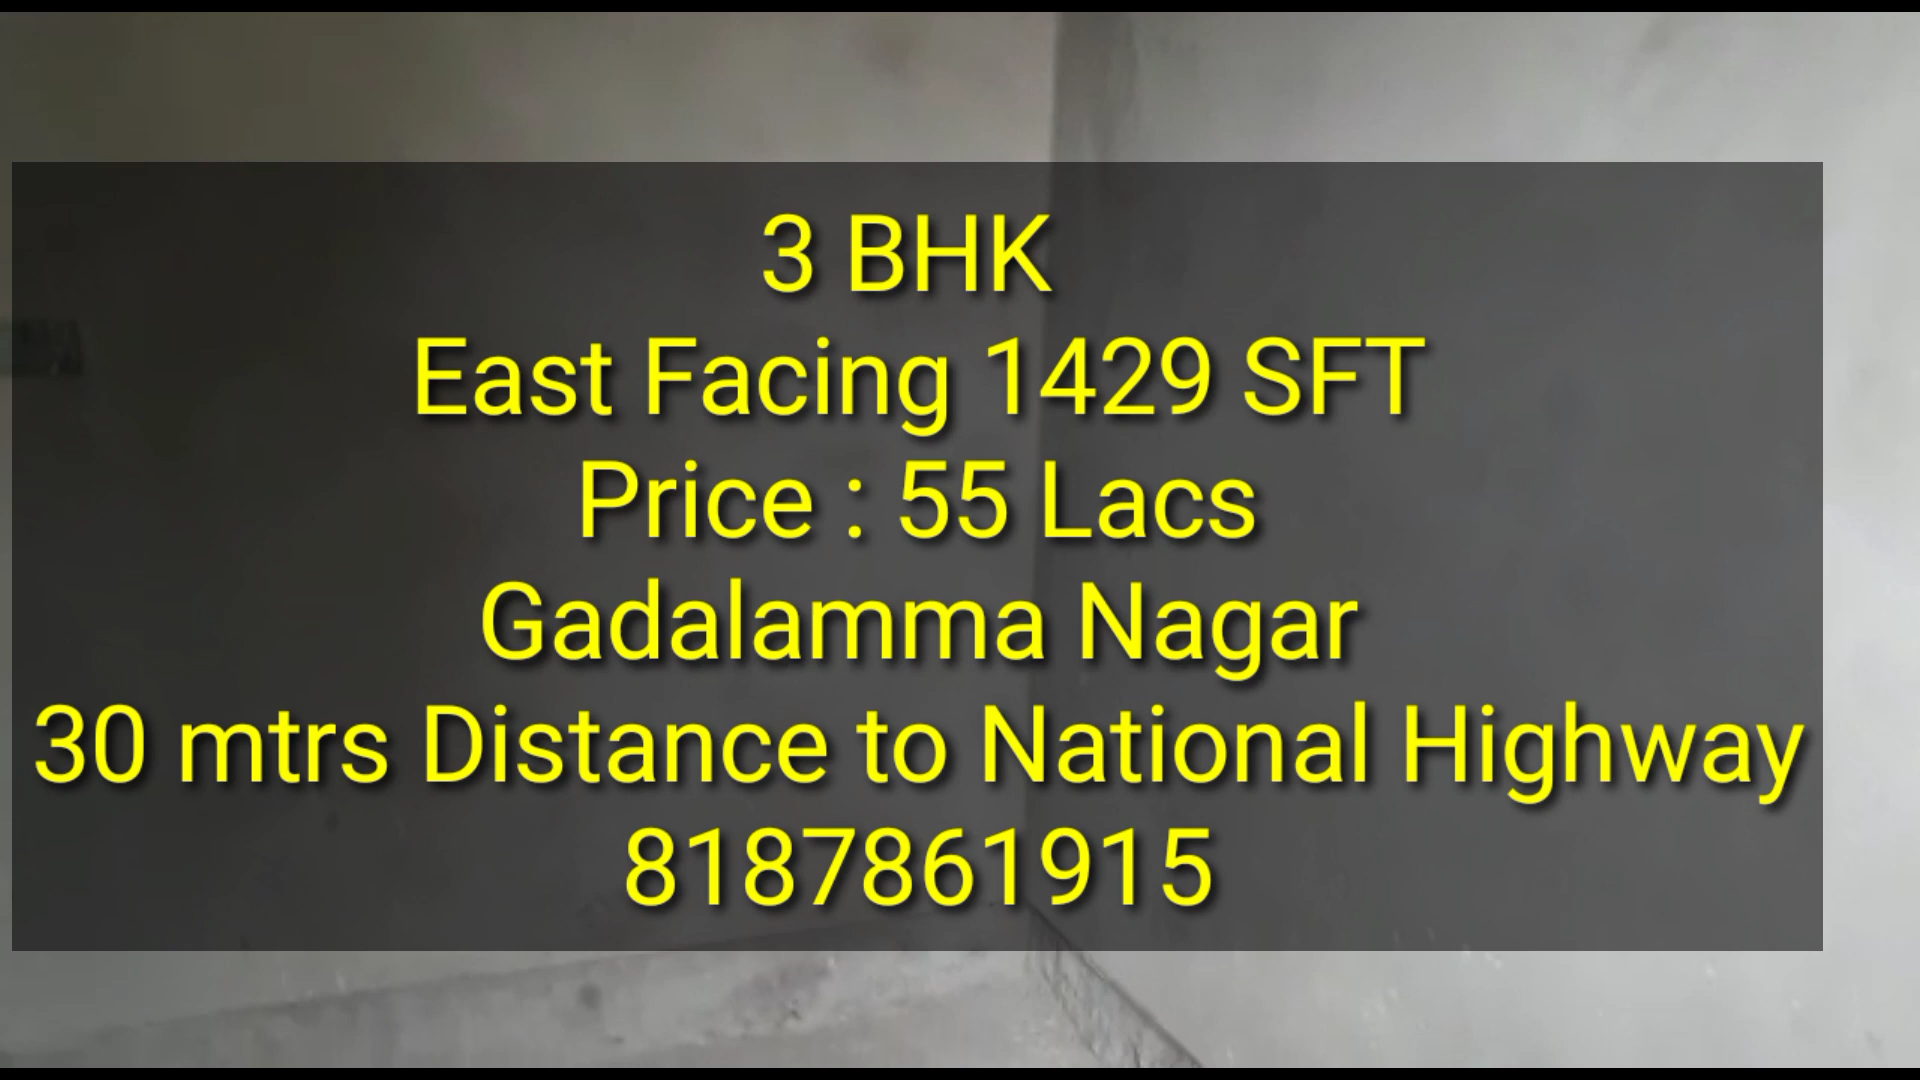 3 BHK
East Facing 1429 SFT
Price : 55 Lacs
Gadalamma Nagar
30 mtrs Distance to National Highway
8187861915